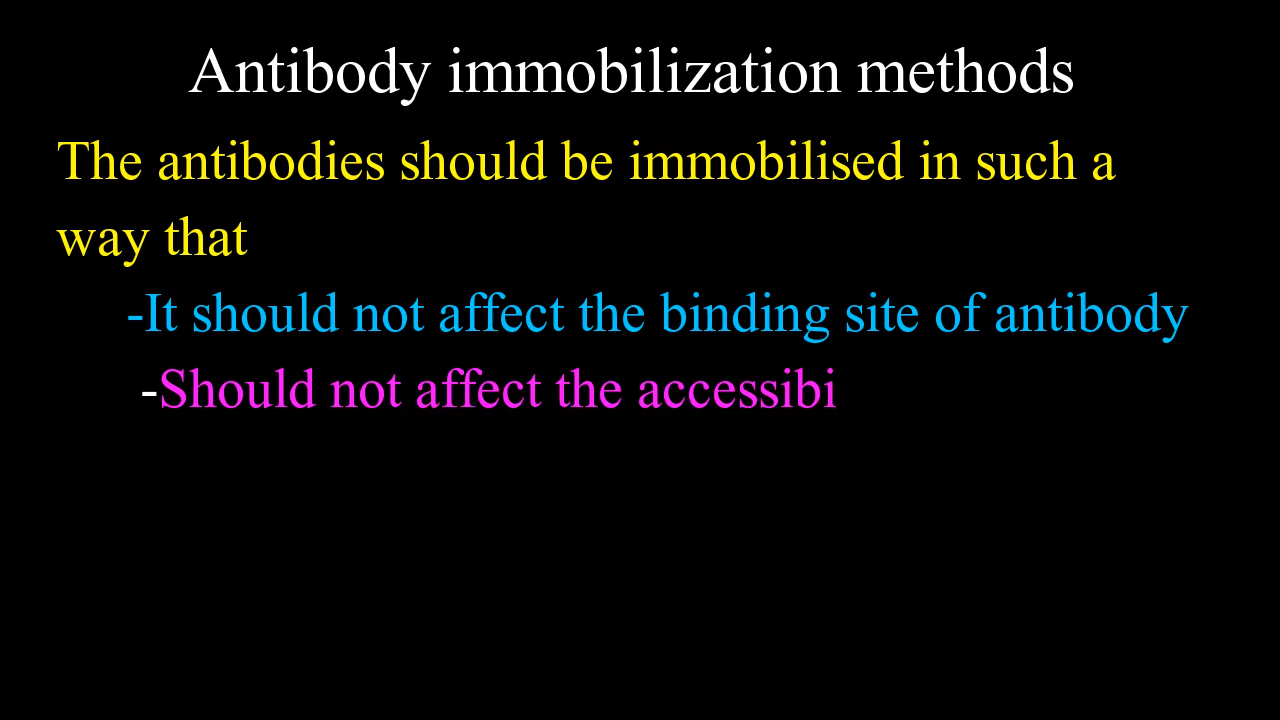 Antibody immobilization methods
The antibodies should be immobilised in such a
way that
-It should not affect the binding site of antibody
-Should not affect the accessibi